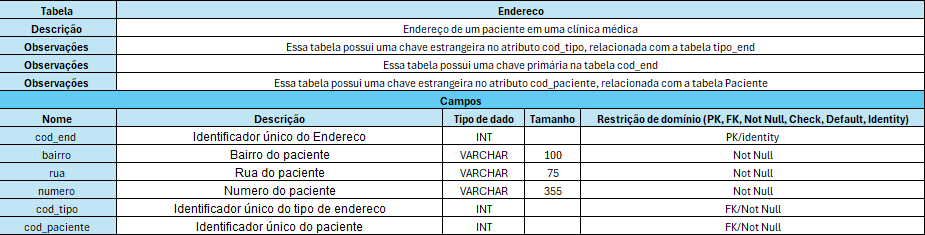 Tabela Endereco
Descrição Endereço de um paciente em uma clínica médica
Observações Essa tabela possui uma chave estrangeira no atributo cod_tipo, relacionada com a tabela tipo_end
Observações Essa tabela possui uma chave primária na tabela cod_end
Observações Essa tabela possui uma chave estrangeira no atributo cod_paciente, relacionada com a tabela Paciente
Campos
Nome Descrição Tipo de dado Tamanho Restrição de domínio (PK, FK, Not Null, Check, Default, Identity)
cod_end Identificador único do Endereco INT PK/identity
bairro Bairro do paciente VARCHAR 100 Not Null
rua Rua do paciente VARCHAR 75 Not Null
numero Numero do paciente VARCHAR 355 Not Null
cod_tipo Identificador único do tipo de endereco INT FK/Not Null
cod_paciente Identificador único do paciente INT FK/Not Null